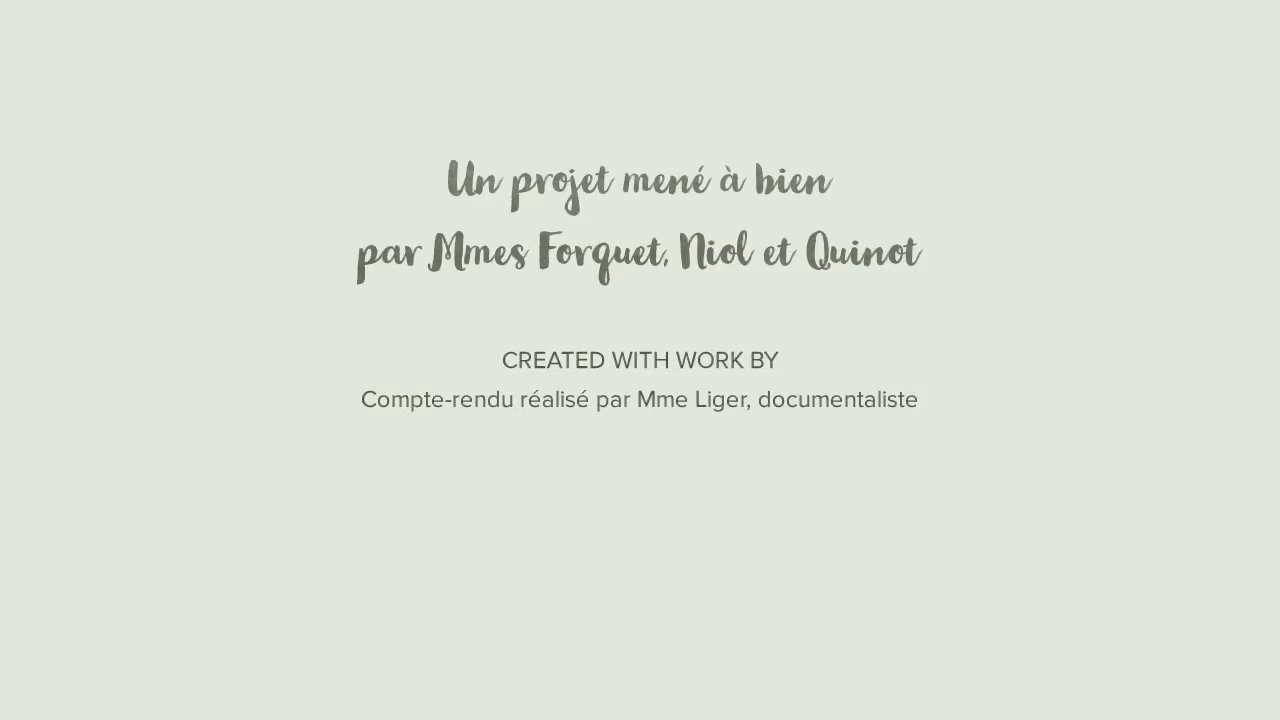 Un projet mené à bien
par Mmes Forquet, Niol et Quinot
CREATED WITH WORK BY
Compte-rendu réalisé par Mme Liger, documentaliste